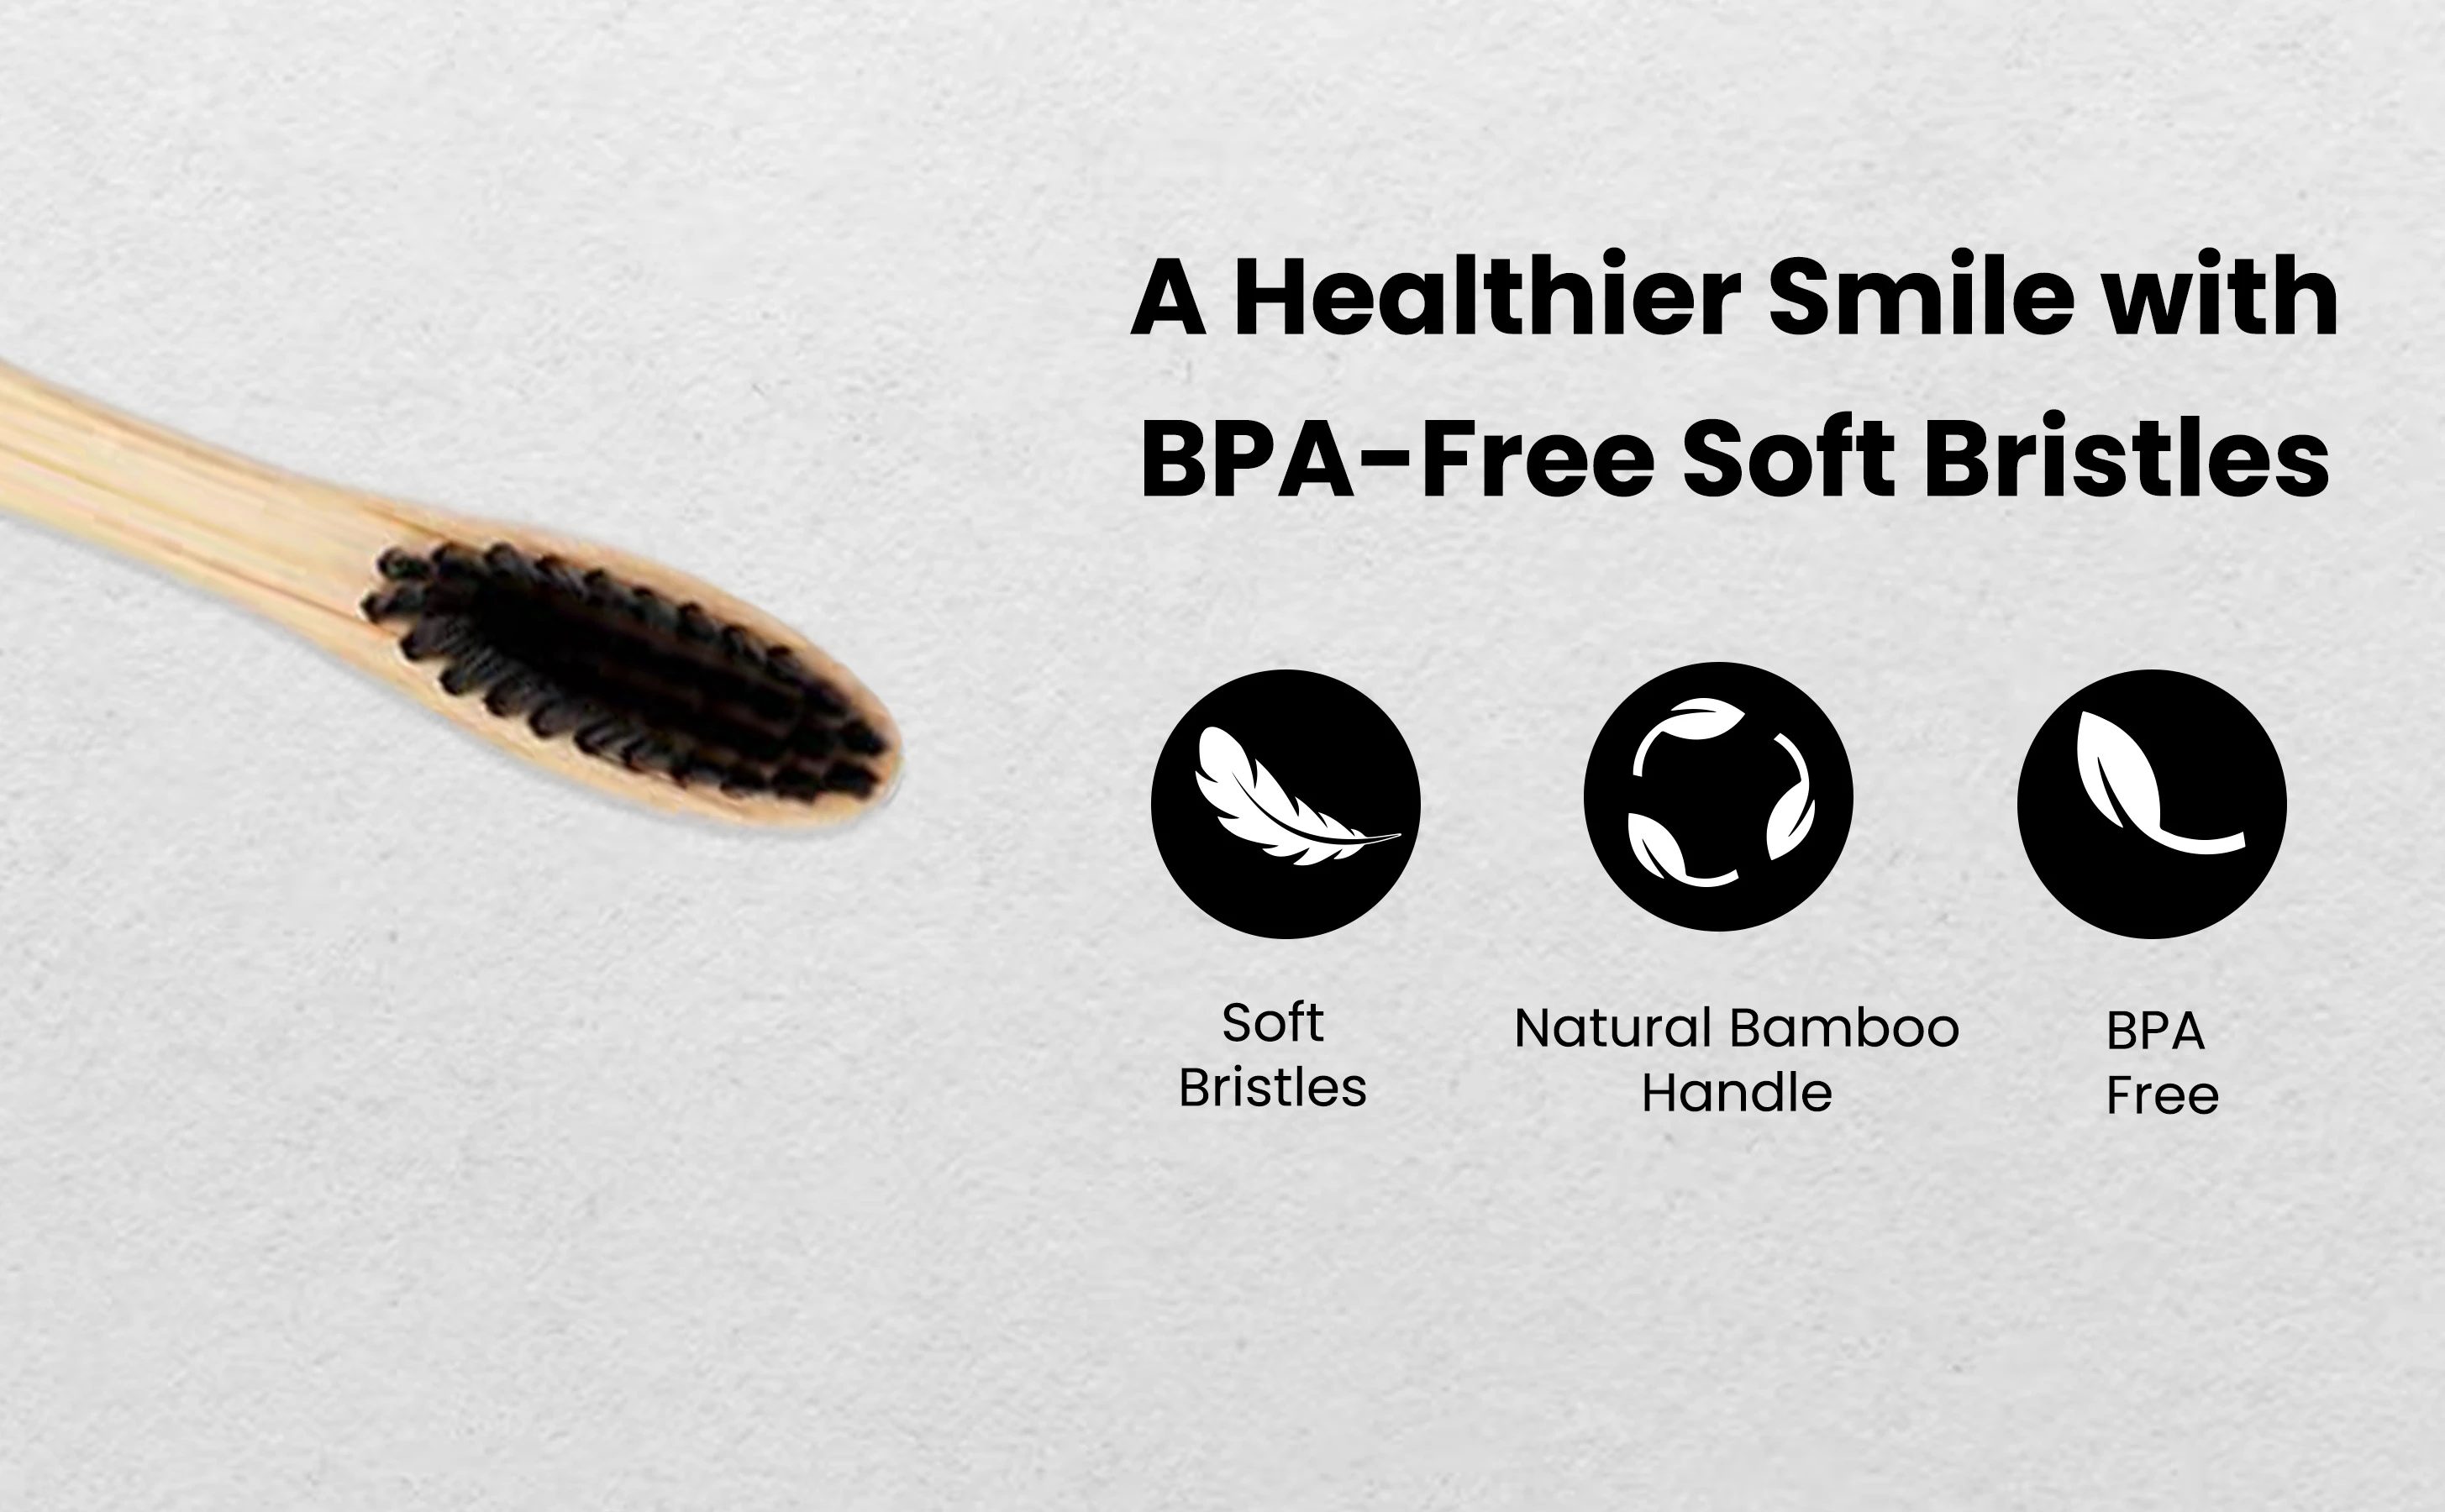 A Healthier Smile with
BPA-Free Soft Bristles
Soft
Bristles
Natural Bamboo
Handle
BPA
Free